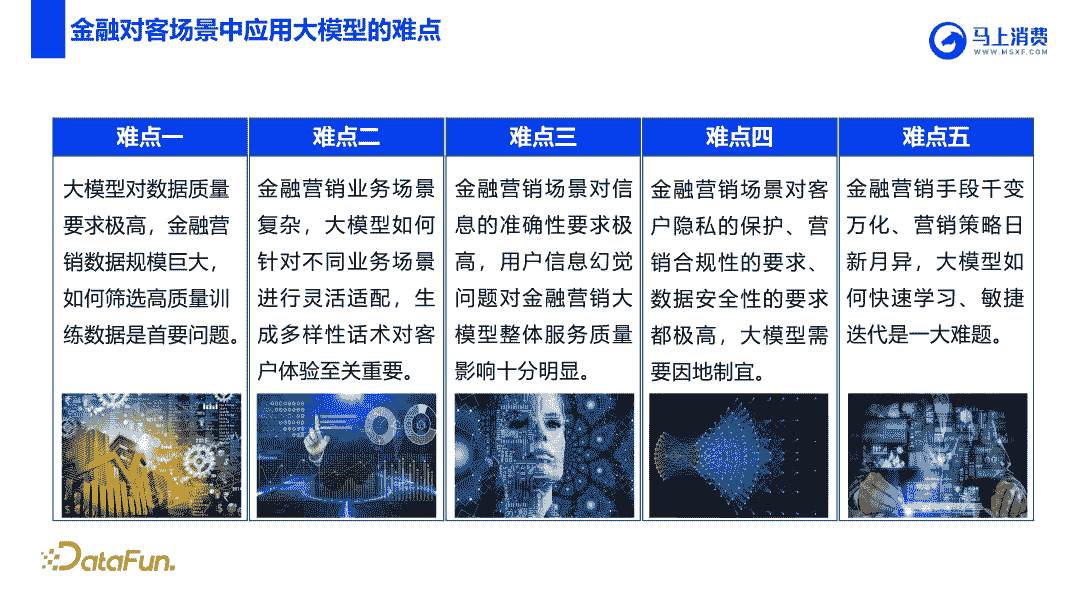 金融对客场景中应用大模型的难点
马上消费
WWW.MSXF.COM
难点一
大模型对数据质量
要求极高，金融营
销数据规模巨大，
如何筛选高质量训
练数据是首要问题。
难点二
金融营销业务场景
复杂，大模型如何
针对不同业务场景
进行灵活适配，生
成多样性话术对客
户体验至关重要。
难点三
金融营销场景对信
息的准确性要求极
高，用户信息幻觉
问题对金融营销大
模型整体服务质量
影响十分明显。
难点四
金融营销场景对客
户隐私的保护、营
销合规性的要求、
数据安全性的要求
都极高，大模型需
要因地制宜。
难点五
金融营销手段千变
万化、营销策略日
新月异，大模型如
何快速学习、敏捷
迭代是一大难题。
DataFun.